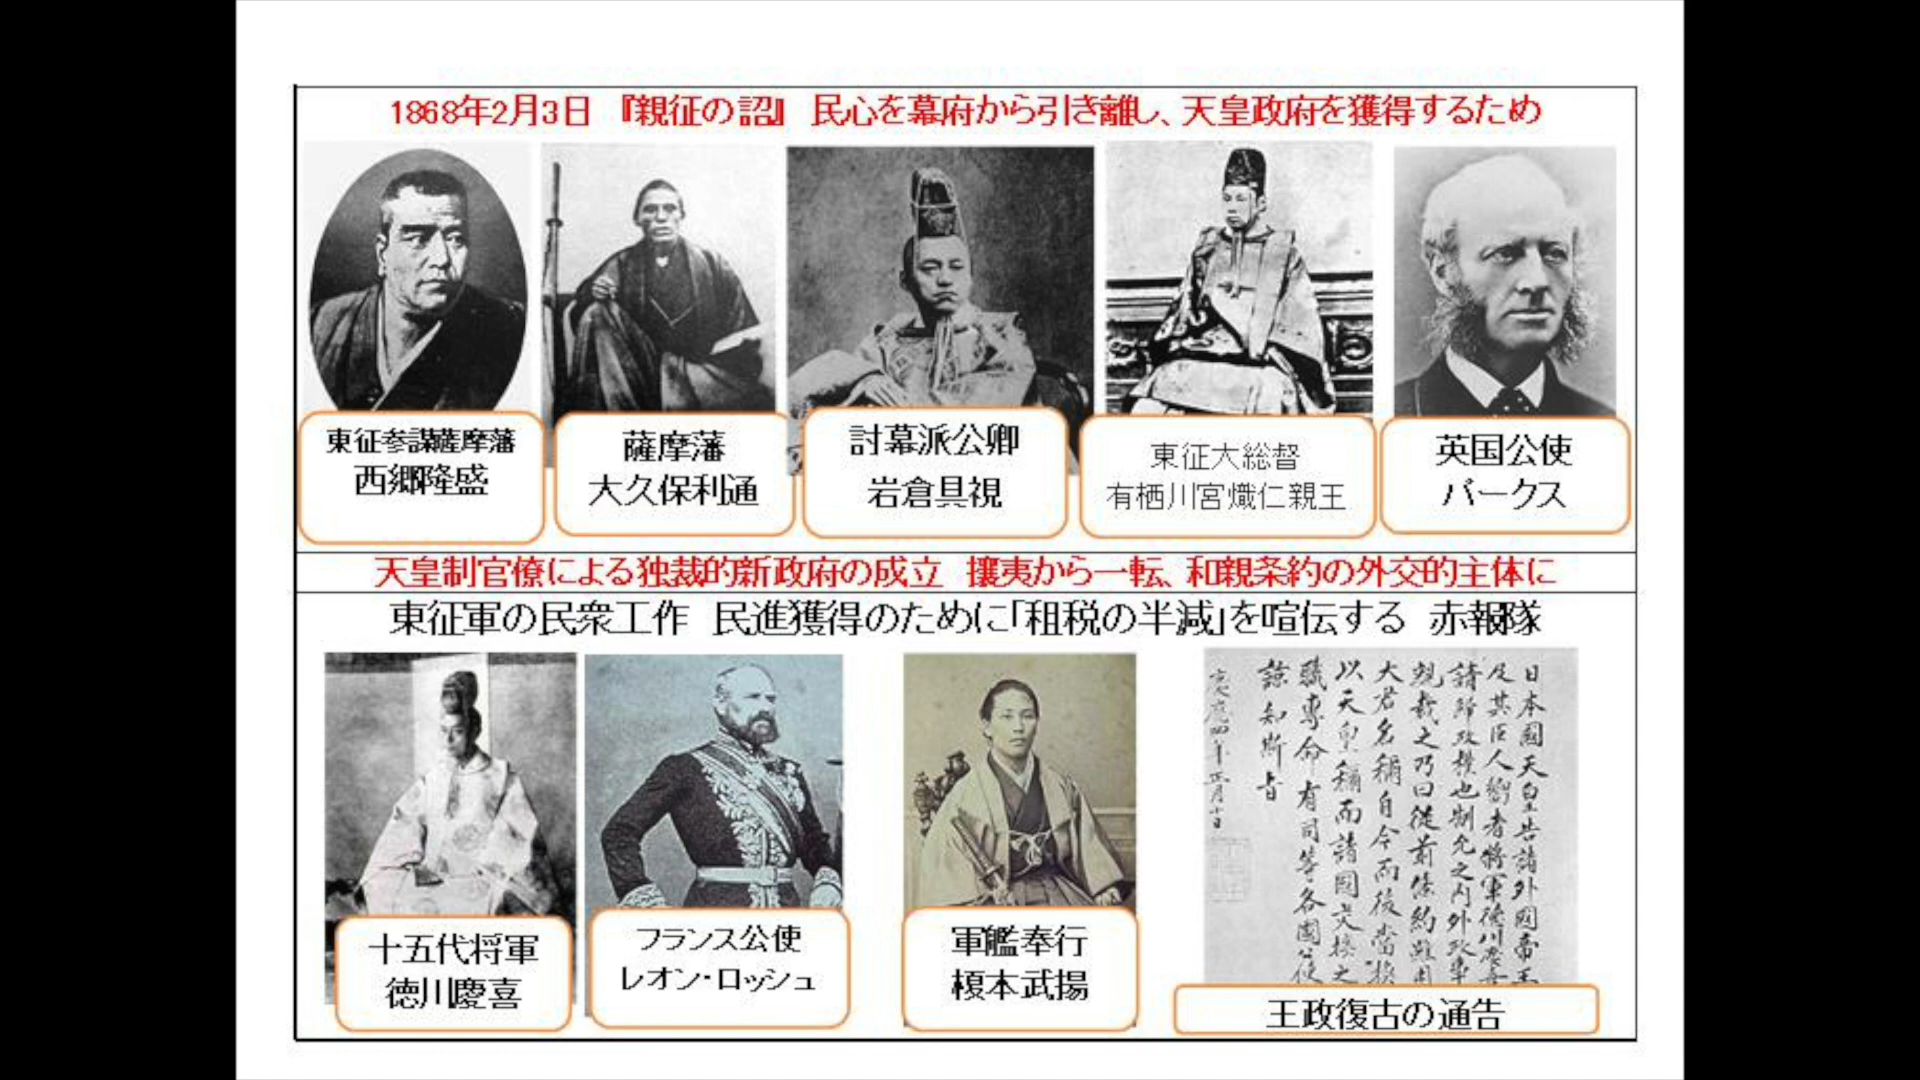 1868年2月3日 『親征の詔』 民心を幕府から引き離し、天皇政府を獲得するため
東征参謀薩摩藩
西郷隆盛
薩摩藩
大久保利通
討幕派公卿
岩倉具視
東征大総督
有栖川宮熾仁親王
英国公使
パークス
天皇制官僚による独裁的新政府の成立 攘夷から一転、和親条約の外交的主体に
東征軍の民衆工作 民進獲得のために「租税の半減」を喧伝する 赤報隊
十五代将軍
徳川慶喜
フランス公使
レオン・ロッシュ
軍艦奉行
榎本武揚
日本國天皇告諸外國帝王
及其臣人嚮者將軍徳川慶喜
請歸政權也制允之内外政事
親裁之乃曰從前條約雖用
大君名稱自今而後當換
以天皇稱而諸國交接之
職專命有司等各國公使
諒知斯旨
慶應四年正月十日
王政復古の通告